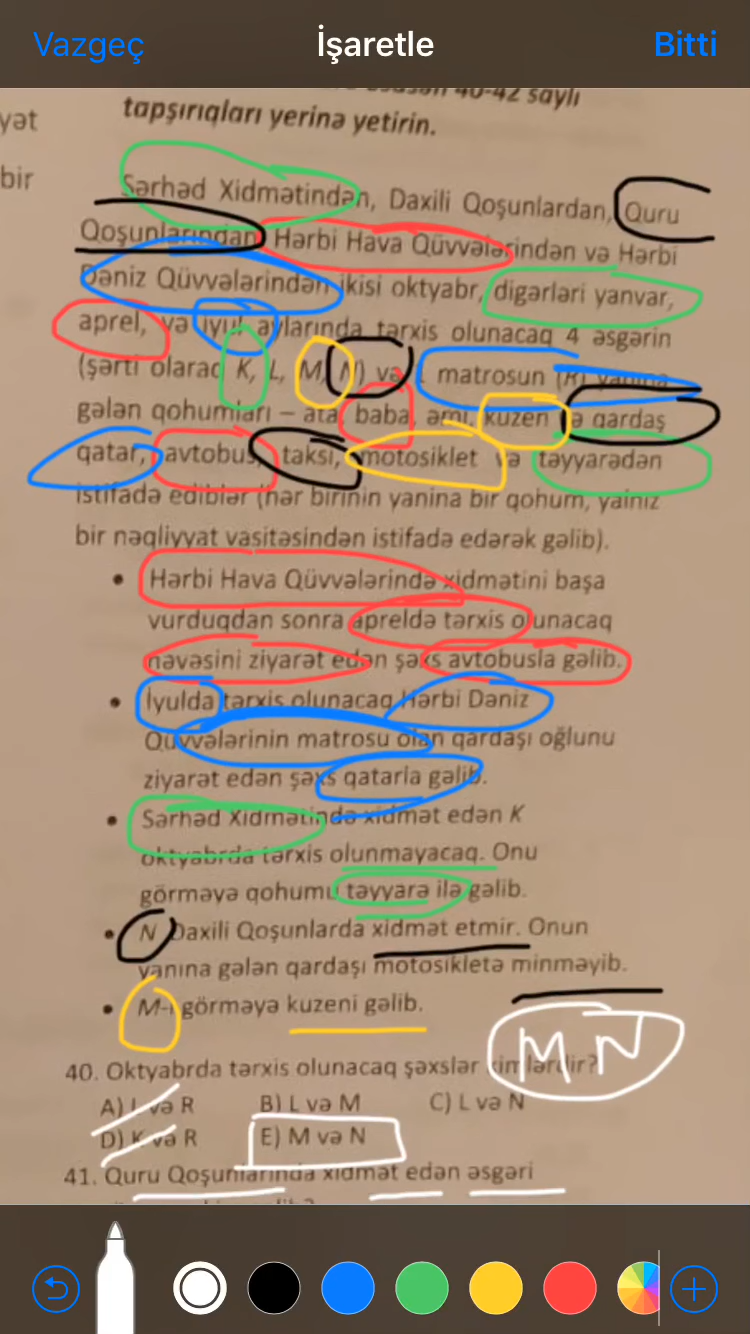 Vazgeç İşaretle Bitti
40-42 saylı
yət tapşırıqları yerinə yetirin.
bir
Sərhəd Xidmətindən, Daxili Qoşunlardan, Quru
Qoşunlarından Hərbi Hava Qüvvələrindən və Hərbi
Dəniz Qüvvələrindən ikisi oktyabr, digərləri yanvar,
aprel, və iyul aylarında tərxis olunacaq 4 əsgərin
(şərti olaraq K, L, M, N) və matrosun (R) yanına
gələn qohumları – ata, baba, əmi, kuzen və qardaş
qatar, avtobus, taksi, motosiklet və təyyarədən
istifadə ediblər (hər birinin yanına bir qohum, yalnız
bir nəqliyyat vasitəsindən istifadə edərək gəlib).
• Hərbi Hava Qüvvələrində xidmətini başa
vurduqdan sonra apreldə tərxis olunacaq
nəvəsini ziyarət edən şəxs avtobusla gəlib.
• İyulda tərxis olunacaq Hərbi Dəniz
Qüvvələrinin matrosu olan qardaşı oğlunu
ziyarət edən şəxs qatarla gəlib.
• Sərhəd Xidmətində xidmət edən K
oktyabrda tərxis olunmayacaq. Onu
görməyə qohumu təyyarə ilə gəlib.
• N Daxili Qoşunlarda xidmət etmir. Onun
yanına gələn qardaşı motosikletə minməyib.
• M-i görməyə kuzeni gəlib.
M N
40. Oktyabrda tərxis olunacaq şəxslər kimlərdir?
A) L və R B) L və M C) L və N
D) K və R E) M və N
41. Quru Qoşunlarında xidmət edən əsgəri